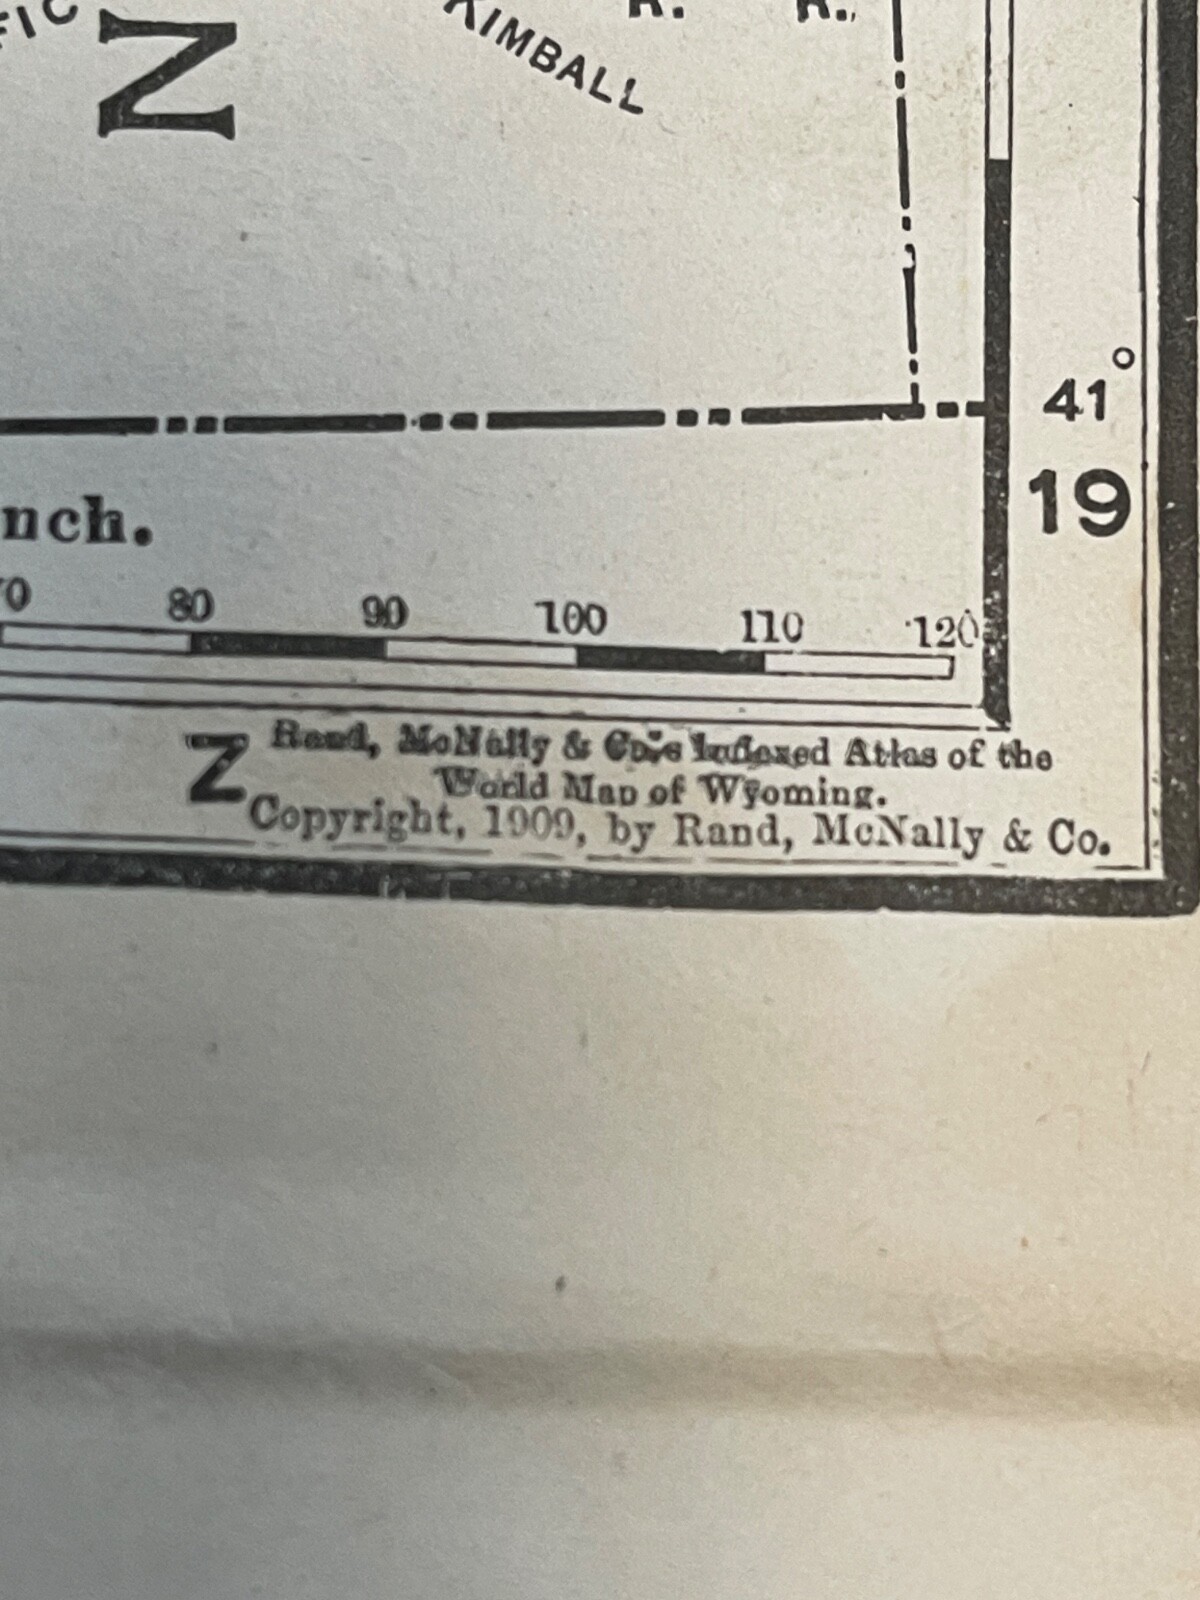 FIC
N
KIMBALL
R. R.
41°
19
nch.
80 90 100 110 120
Z
Rand, McNally & Co.'s Indexed Atlas of the
World Map of Wyoming.
Copyright, 1909, by Rand, McNally & Co.